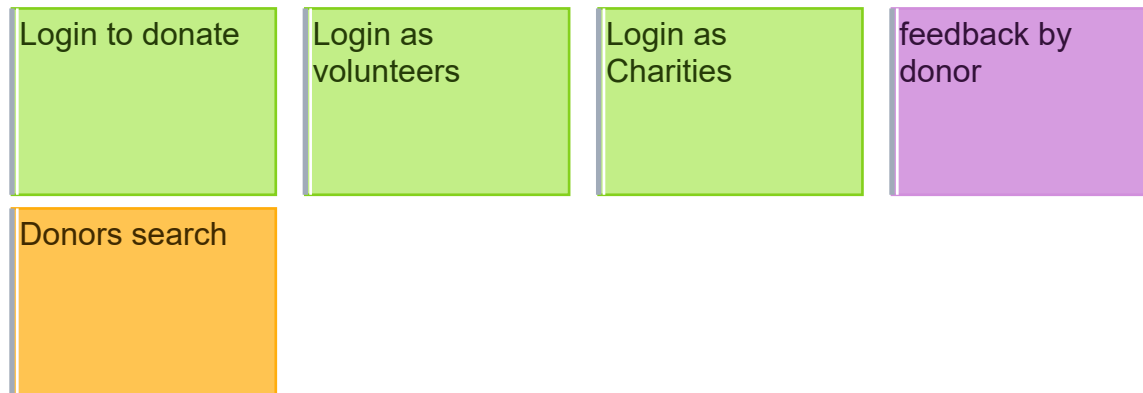 Login to donate
Login as
volunteers
Login as
Charities
feedback by
donor
Donors search